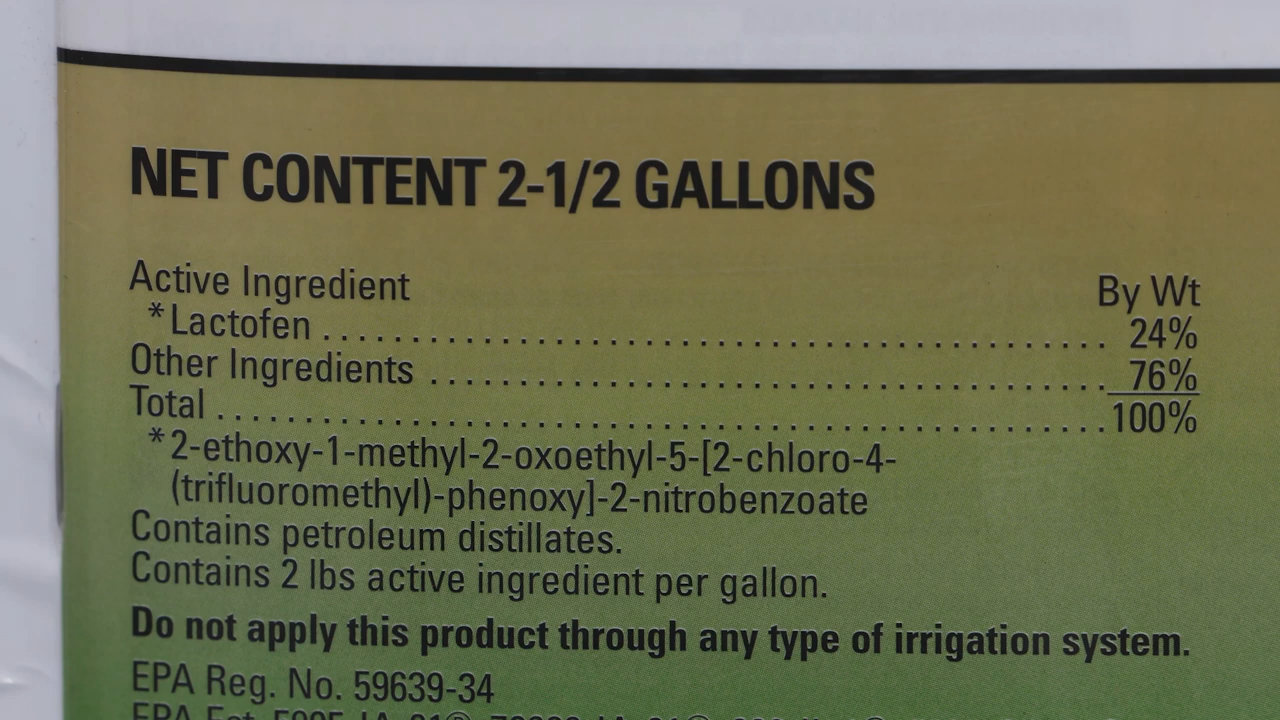 NET CONTENT 2-1/2 GALLONS
Active Ingredient By Wt
*Lactofen ........................................................ 24%
Other Ingredients ................................................ 76%
Total ............................................................ 100%
*2-ethoxy-1-methyl-2-oxoethyl-5-[2-chloro-4-
(trifluoromethyl)-phenoxy]-2-nitrobenzoate
Contains petroleum distillates.
Contains 2 lbs active ingredient per gallon.
Do not apply this product through any type of irrigation system.
EPA Reg. No. 59639-34
EPA Est.